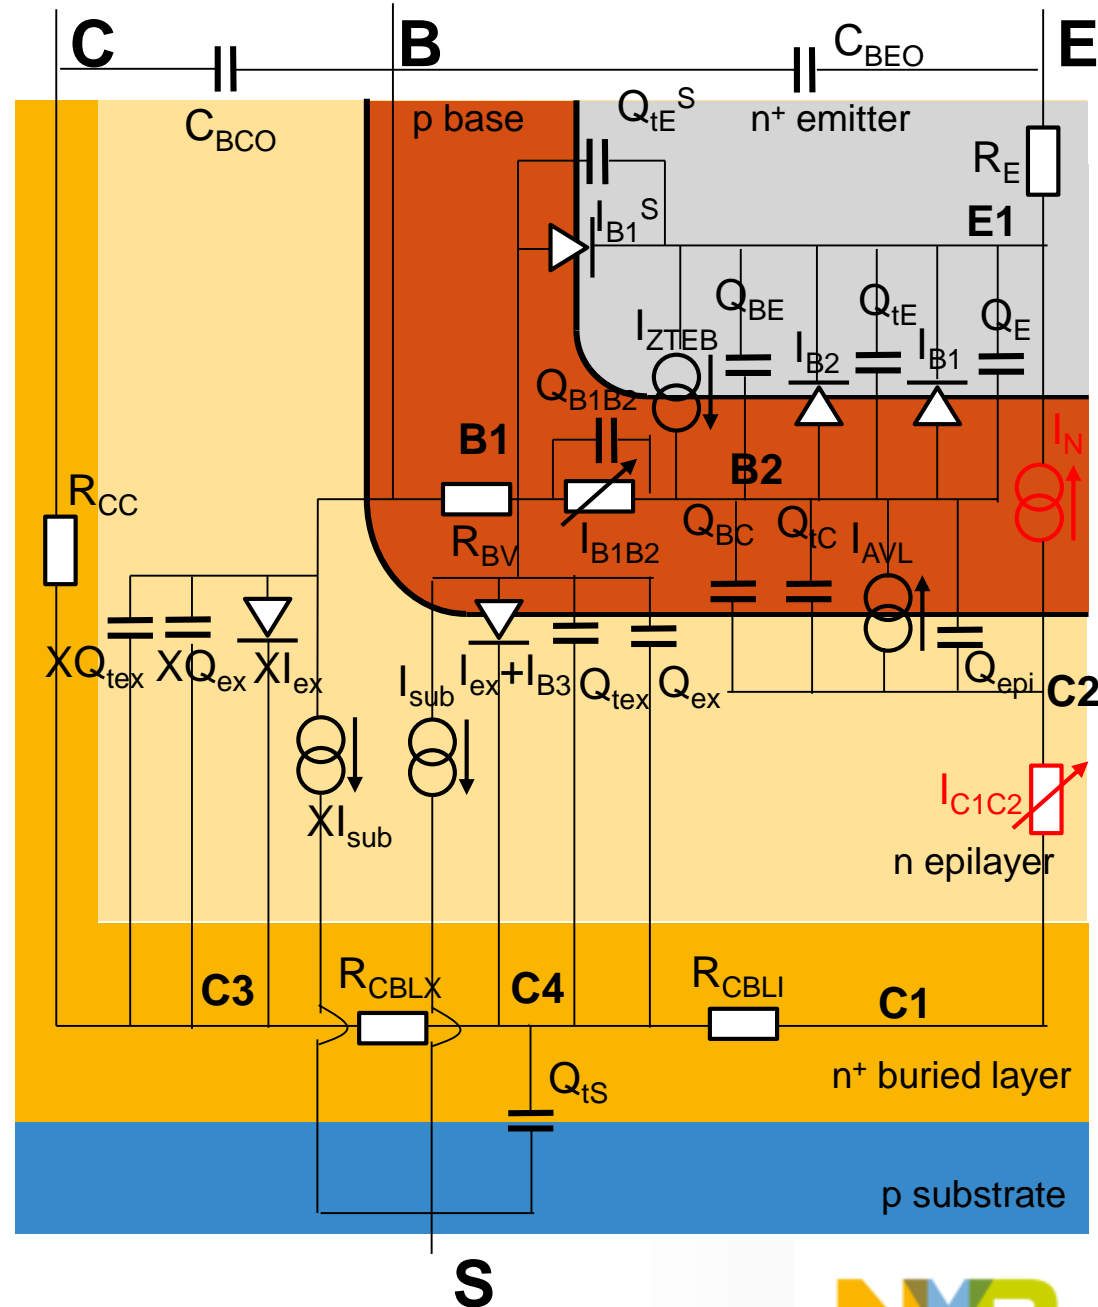 C
B
E
C_BEO
C_BCO
p base
Q_tE^S
n⁺ emitter
R_E
I_B1^S
E1
Q_BE
Q_tE
Q_E
I_ZTEB
I_B2
I_B1
Q_B1B2
B1
B2
I_N
R_CC
R_BV
I_B1B2
Q_BC
Q_tC
I_AVL
XQ_tex
XQ_ex
XI_ex
I_sub
I_ex+I_B3
Q_tex
Q_ex
Q_epi
C2
XI_sub
I_C1C2
n epilayer
C3
R_CBLX
C4
R_CBLI
C1
Q_tS
n⁺ buried layer
p substrate
S